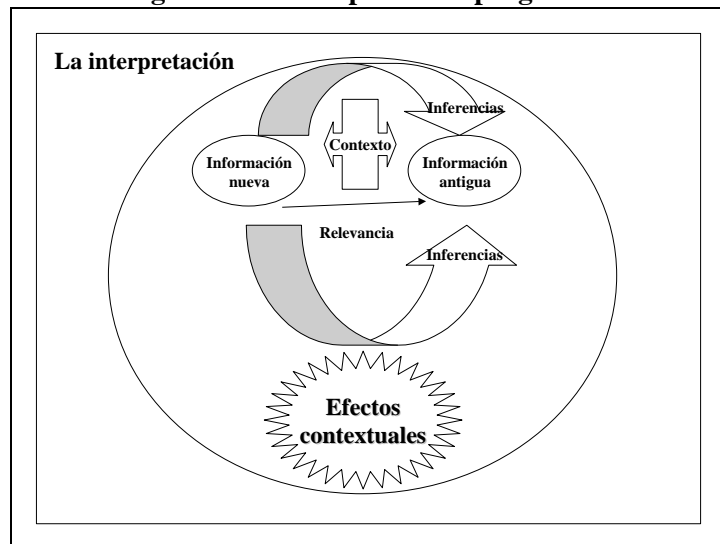 La interpretación
Inferencias
Contexto
Información
nueva
Información
antigua
Relevancia
Inferencias
Efectos
contextuales